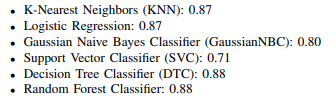 • K-Nearest Neighbors (KNN): 0.87
• Logistic Regression: 0.87
• Gaussian Naive Bayes Classifier (GaussianNBC): 0.80
• Support Vector Classifier (SVC): 0.71
• Decision Tree Classifier (DTC): 0.88
• Random Forest Classifier: 0.88